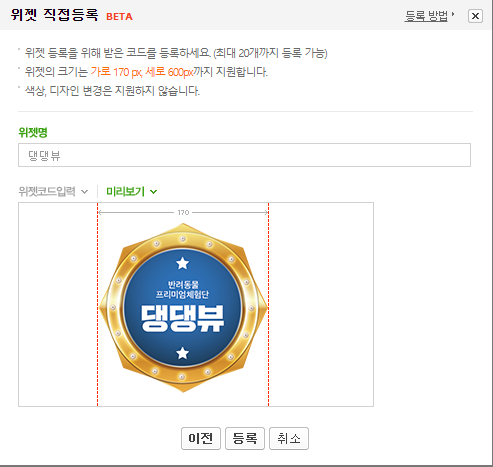 위젯 직접등록 BETA 등록 방법
위젯 등록을 위해 받은 코드를 등록하세요. (최대 20개까지 등록 가능)
위젯의 크기는 가로 170 px, 세로 600px까지 지원합니다.
색상, 디자인 변경은 지원하지 않습니다.
위젯명
댕댕뷰
위젯코드입력 미리보기
170
반려동물
프리미엄체험단
댕댕뷰
이전 등록 취소